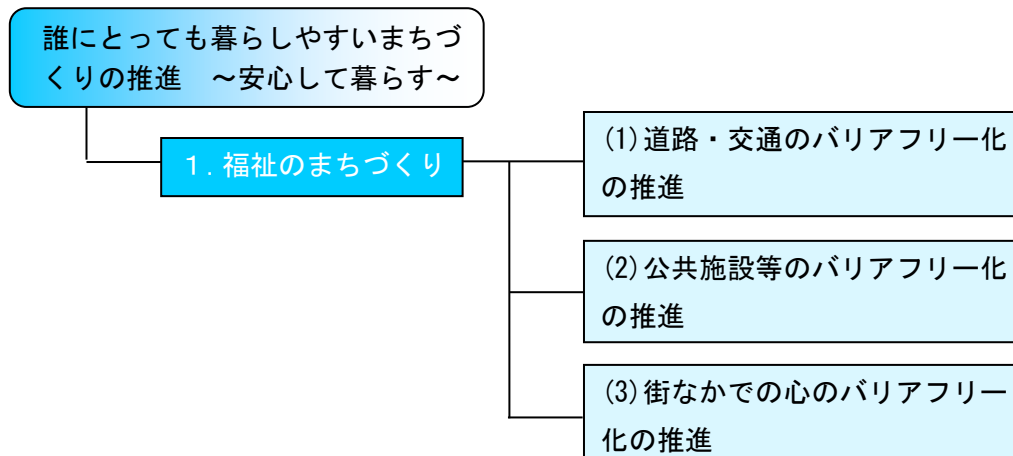 誰にとっても暮らしやすいまちづ
くりの推進　～安心して暮らす～
１.福祉のまちづくり
(1)道路・交通のバリアフリー化
の推進
(2)公共施設等のバリアフリー化
の推進
(3)街なかでの心のバリアフリー
化の推進